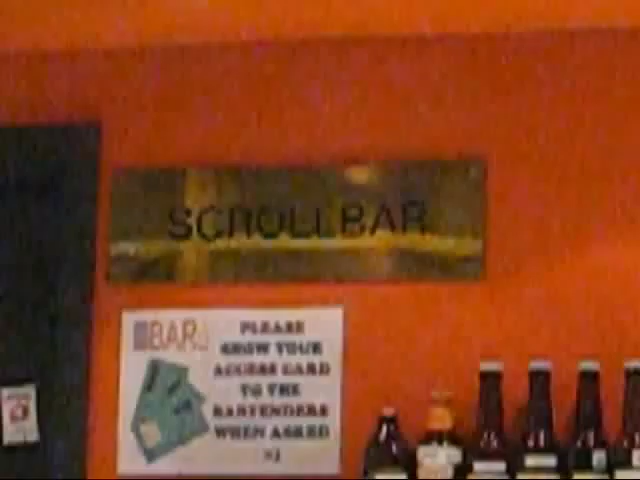 SCROLLBAR
BAR
PLEASE
SHOW YOUR
ACCESS CARD
TO THE
BARTENDERS
WHEN ASKED
=)